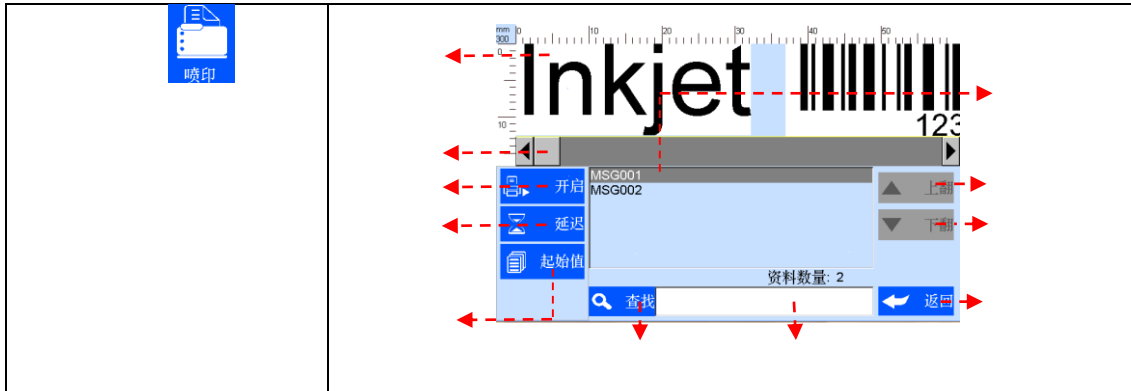 喷印
mm 0 10 20 30 40 50
300
0
Inkjet
10
123
开启 MSG001 上翻
MSG002
延迟 下翻
起始值
资料数量: 2
查找 返回